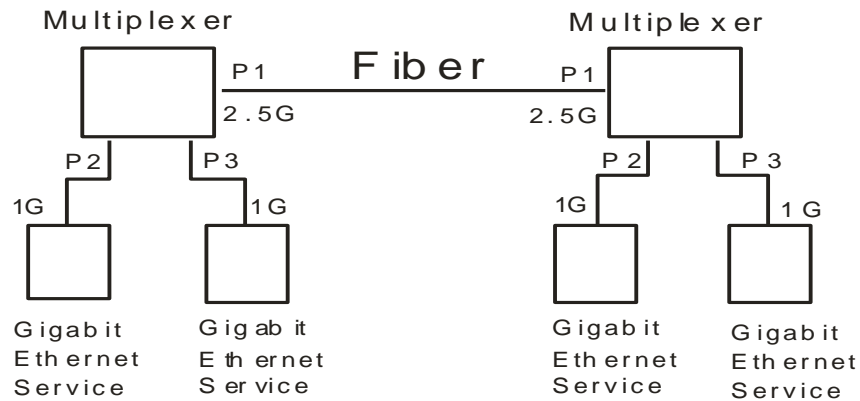 Multiplexer
Multiplexer
P1
Fiber
P1
2.5G
2.5G
P2
P3
P2
P3
1G
1G
1G
1G
Gigabit
Ethernet
Service
Gigabit
Ethernet
Service
Gigabit
Ethernet
Service
Gigabit
Ethernet
Service